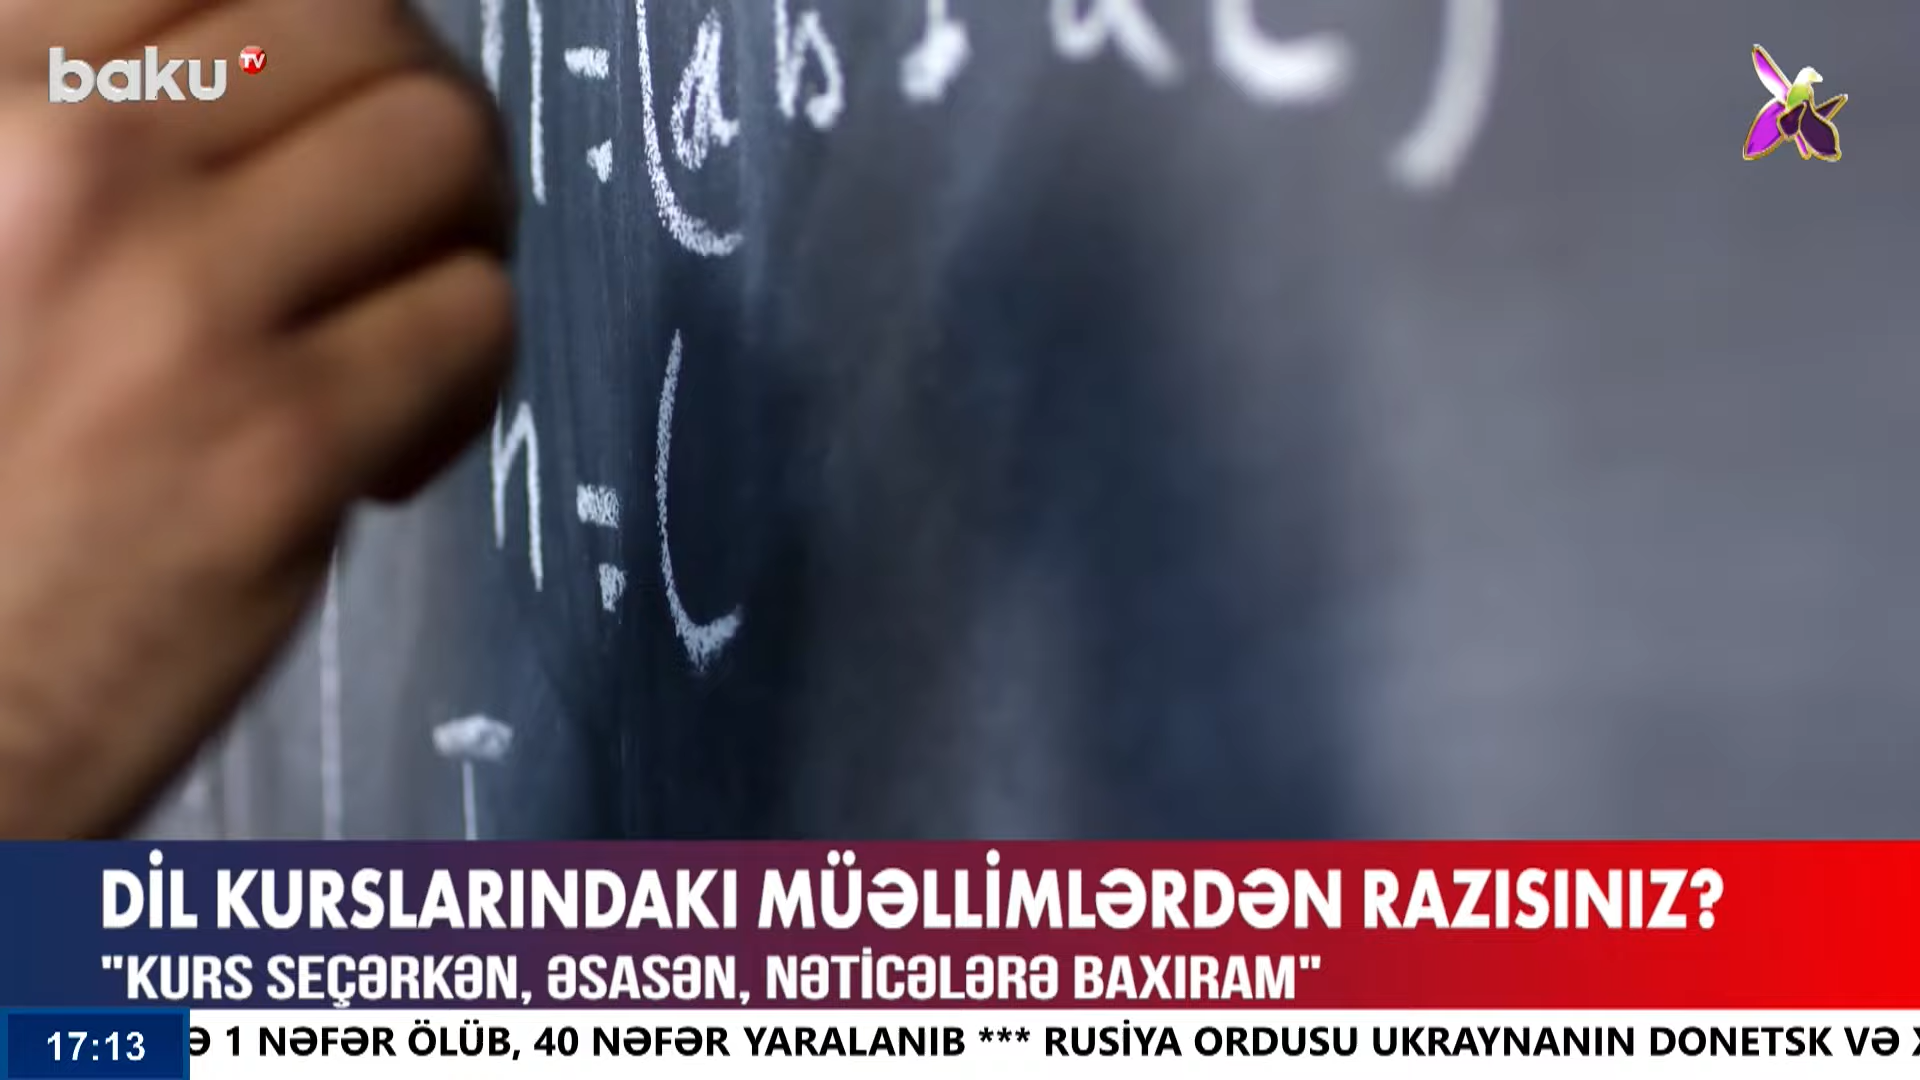 baku TV
n = (a b
n = (
DİL KURSLARINDAKI MÜƏLLİMLƏRDƏN RAZISINIZ?
"KURS SEÇƏRKƏN, ƏSASƏN, NƏTİCƏLƏRƏ BAXIRAM"
17:13 Ə 1 NƏFƏR ÖLÜB, 40 NƏFƏR YARALANIB *** RUSİYA ORDUSU UKRAYNANIN DONETSK VƏ